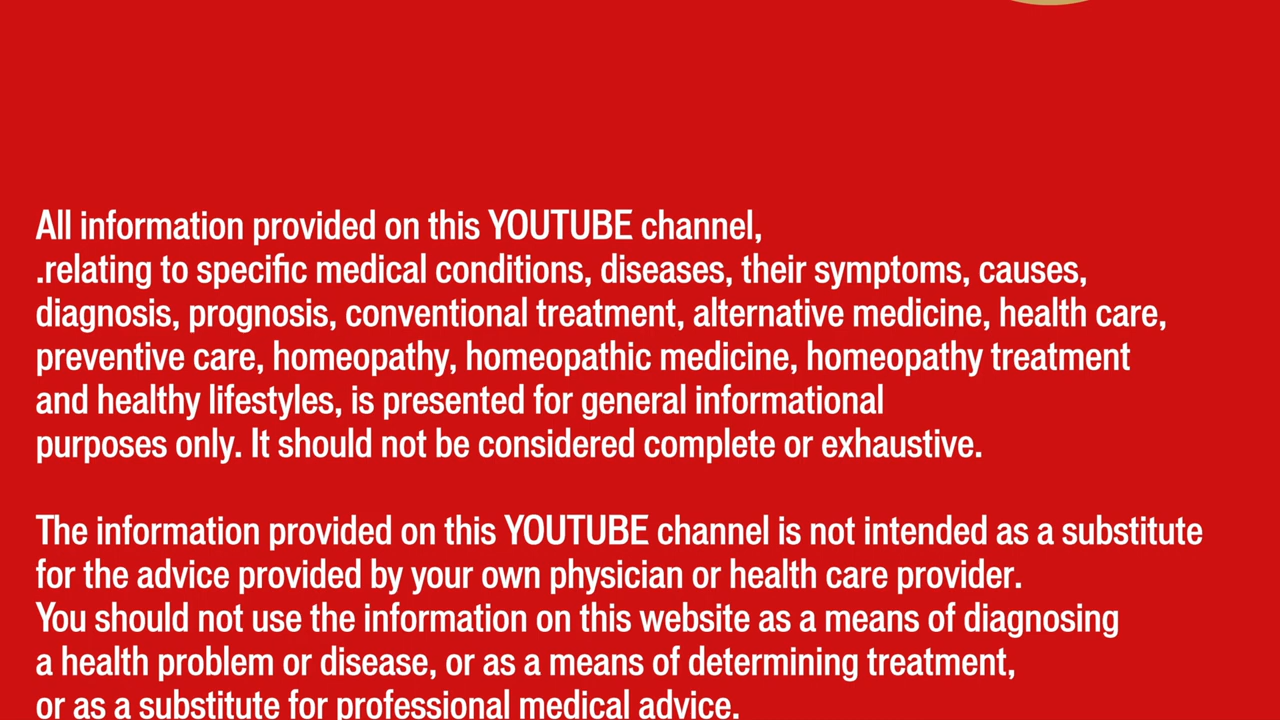 All information provided on this YOUTUBE channel,
.relating to specific medical conditions, diseases, their symptoms, causes,
diagnosis, prognosis, conventional treatment, alternative medicine, health care,
preventive care, homeopathy, homeopathic medicine, homeopathy treatment
and healthy lifestyles, is presented for general informational
purposes only. It should not be considered complete or exhaustive.
The information provided on this YOUTUBE channel is not intended as a substitute
for the advice provided by your own physician or health care provider.
You should not use the information on this website as a means of diagnosing
a health problem or disease, or as a means of determining treatment,
or as a substitute for professional medical advice.